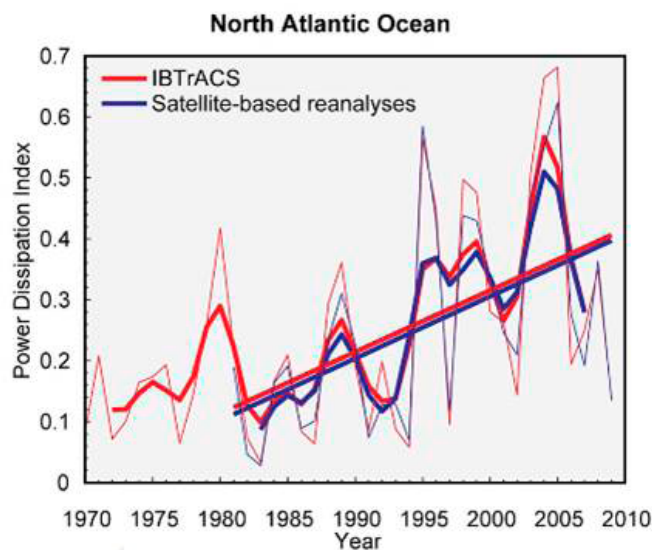 North Atlantic Ocean
0.7
IBTrACS
Satellite-based reanalyses
0.6
0.5
0.4
0.3
0.2
0.1
0
Power Dissipation Index
1970 1975 1980 1985 1990 1995 2000 2005 2010
Year